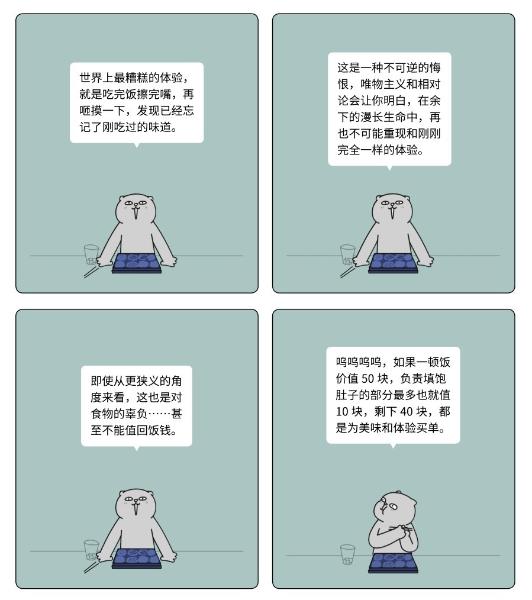 世界上最糟糕的体验，
就是吃完饭擦完嘴，再
咂摸一下，发现已经忘
记了刚吃过的味道。
这是一种不可逆的悔
恨，唯物主义和相对
论会让你明白，在余
下的漫长生命中，再
也不可能重现和刚刚
完全一样的体验。
即使从更狭义的角
度来看，这也是对
食物的辜负……甚
至不能值回饭钱。
呜呜呜呜，如果一顿饭
价值 50 块，负责填饱
肚子的部分最多也就值
10 块，剩下 40 块，都
是为美味和体验买单。